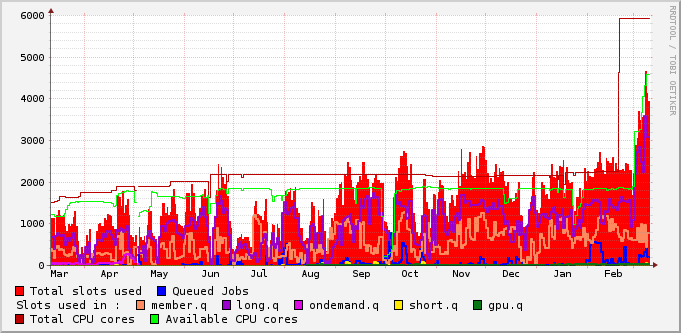 6000
5000
4000
3000
2000
1000
0
Mar Apr May Jun Jul Aug Sep Oct Nov Dec Jan Feb
RRDTOOL / TOBI OETIKER
Total slots used Queued Jobs
Slots used in : member.q long.q ondemand.q short.q gpu.q
Total CPU cores Available CPU cores